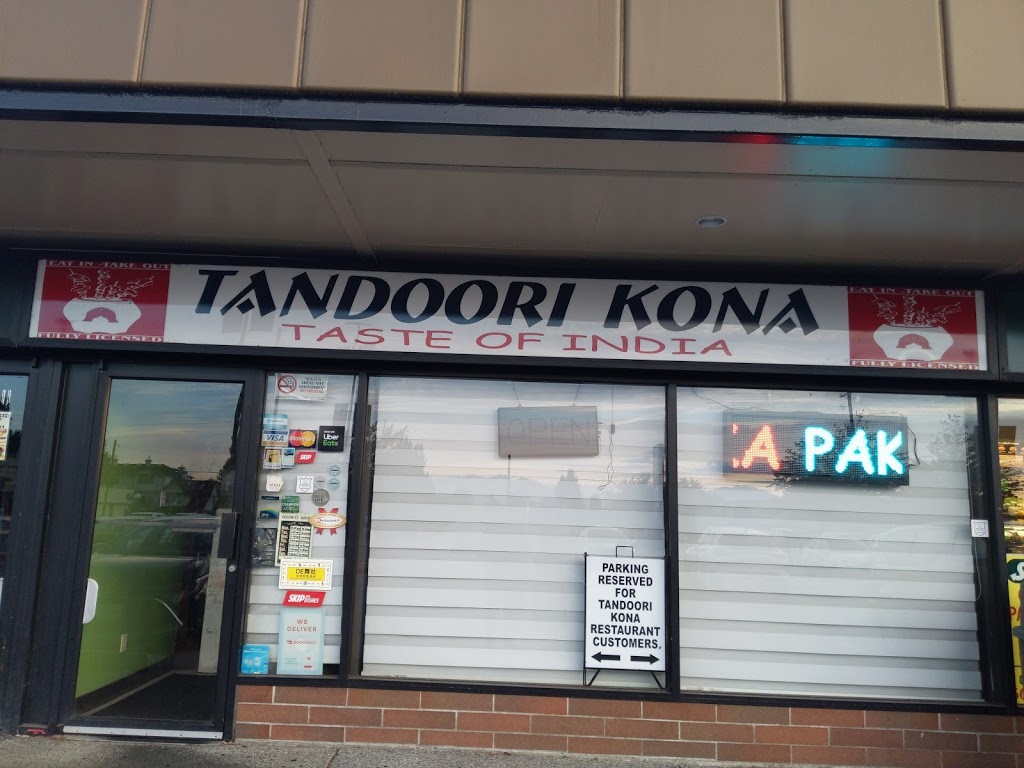 EAT IN -TAKE OUT
FULLY LICENSED
TANDOORI KONA
TASTE OF INDIA
EAT IN -TAKE OUT
FULLY LICENSED
VISA
Uber
Eats
SKIP
OPEN
A PAK
PARKING
RESERVED
FOR
TANDOORI
KONA
RESTAURANT
CUSTOMERS.
SKIP
WE
DELIVER
DOORDASH